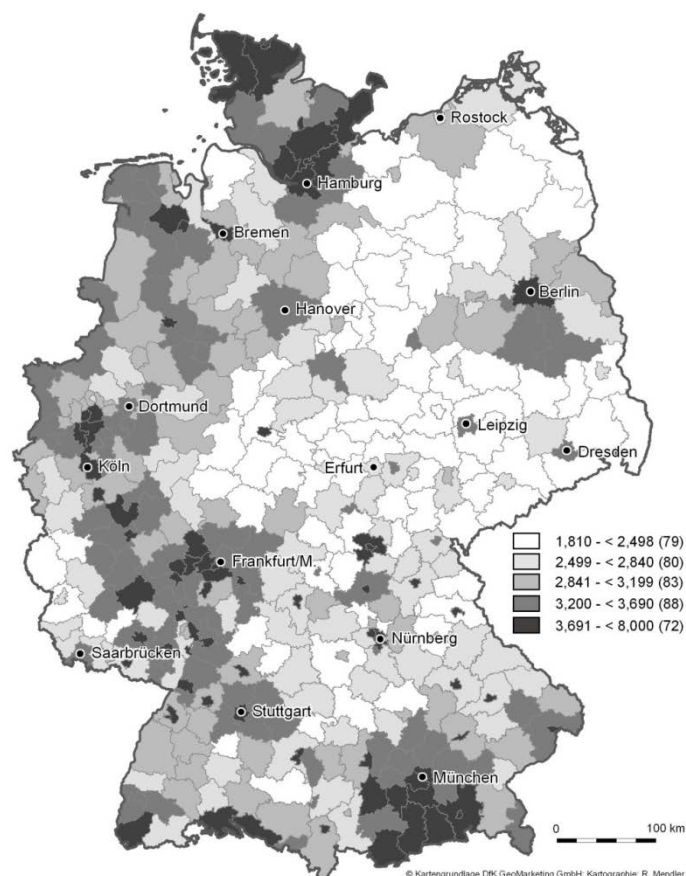 Rostock
Hamburg
Bremen
Berlin
Hanover
Dortmund
Leipzig
Köln
Erfurt
Dresden
1,810 - < 2,498 (79)
2,499 - < 2,840 (80)
2,841 - < 3,199 (83)
3,200 - < 3,690 (88)
3,691 - < 8,000 (72)
Frankfurt/M.
Nürnberg
Saarbrücken
Stuttgart
München
0 100 km
© Kartengrundlage DfK GeoMarketing GmbH; Kartographie: R. Mendler